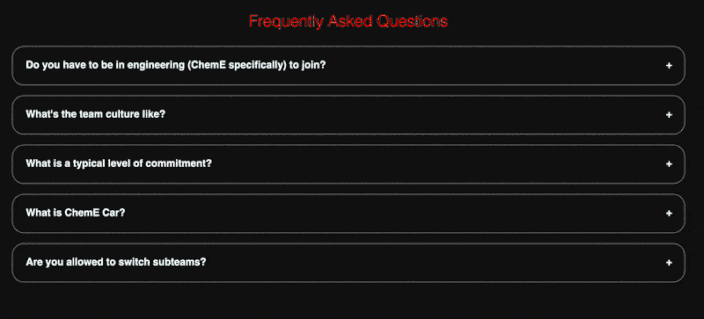 Frequently Asked Questions
Do you have to be in engineering (ChemE specifically) to join? +
What's the team culture like? +
What is a typical level of commitment? +
What is ChemE Car? +
Are you allowed to switch subteams? +